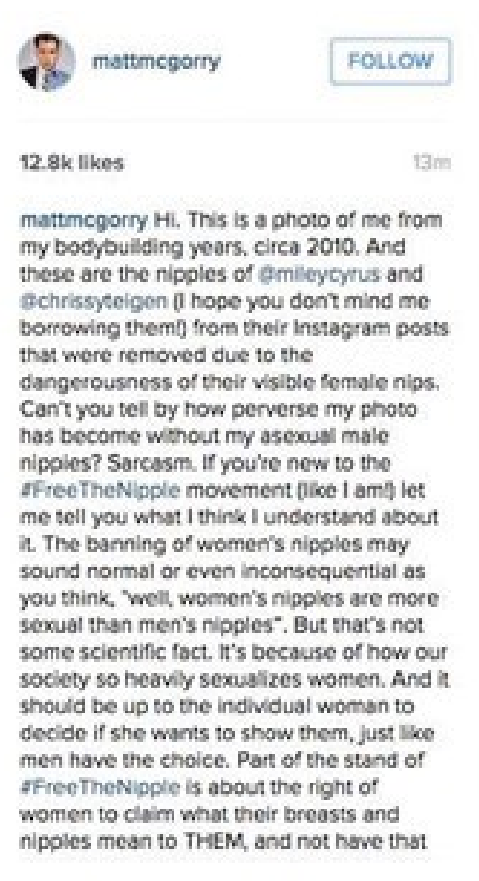 mattmcgorry
FOLLOW
12.8k likes
13m
mattmcgorry Hi. This is a photo of me from
my bodybuilding years, circa 2010. And
these are the nipples of @mileycyrus and
@chrissyteigen (I hope you don't mind me
borrowing them!) from their Instagram posts
that were removed due to the
dangerousness of their visible female nips.
Can't you tell by how perverse my photo
has become without my asexual male
nipples? Sarcasm. If you're new to the
#FreeTheNipple movement (like I am!) let
me tell you what I think I understand about
it. The banning of women's nipples may
sound normal or even inconsequential as
you think, "well, women's nipples are more
sexual than men's nipples". But that's not
some scientific fact. It's because of how our
society so heavily sexualizes women. And it
should be up to the individual woman to
decide if she wants to show them, just like
men have the choice. Part of the stand of
#FreeTheNipple is about the right of
women to claim what their breasts and
nipples mean to THEM, and not have that